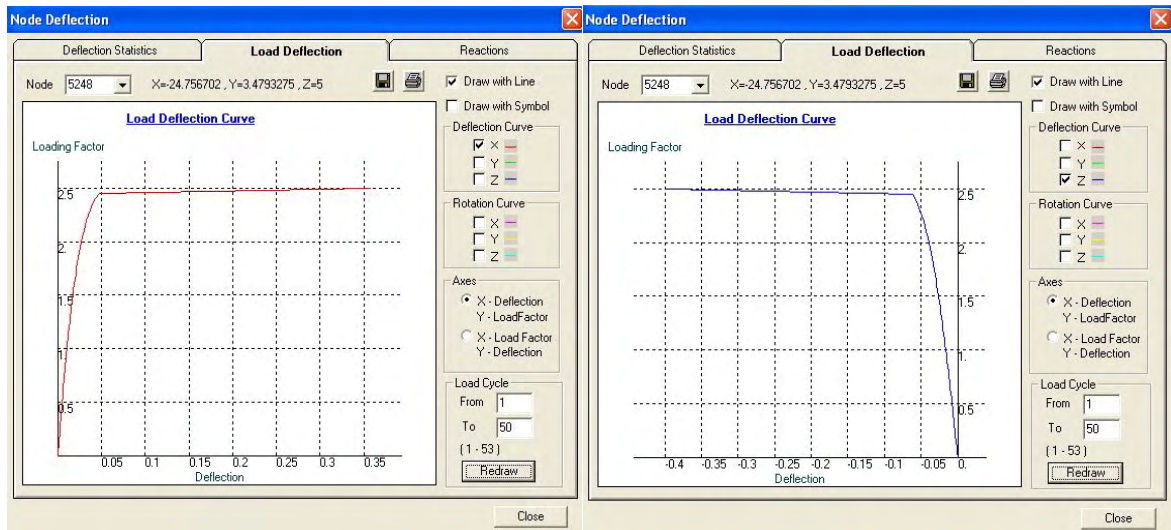 Node Deflection
Deflection Statistics
Load Deflection
Reactions
Node
5248
X=-24.756702 , Y=3.4793275 , Z=5
Draw with Line
Draw with Symbol
Load Deflection Curve
Loading Factor
2.5
2.
1.5
1.
0.5
0.05 0.1 0.15 0.2 0.25 0.3 0.35
Deflection
Deflection Curve
X
Y
Z
Rotation Curve
X
Y
Z
Axes
X - Deflection
Y - LoadFactor
X - Load Factor
Y - Deflection
Load Cycle
From 1
To 50
( 1 - 53 )
Redraw
Close
Node Deflection
Deflection Statistics
Load Deflection
Reactions
Node
5248
X=-24.756702 , Y=3.4793275 , Z=5
Draw with Line
Draw with Symbol
Load Deflection Curve
Loading Factor
2.5
2.
1.5
1.
0.5
-0.4 -0.35 -0.3 -0.25 -0.2 -0.15 -0.1 -0.05 0.
Deflection
Deflection Curve
X
Y
Z
Rotation Curve
X
Y
Z
Axes
X - Deflection
Y - LoadFactor
X - Load Factor
Y - Deflection
Load Cycle
From 1
To 50
( 1 - 53 )
Redraw
Close